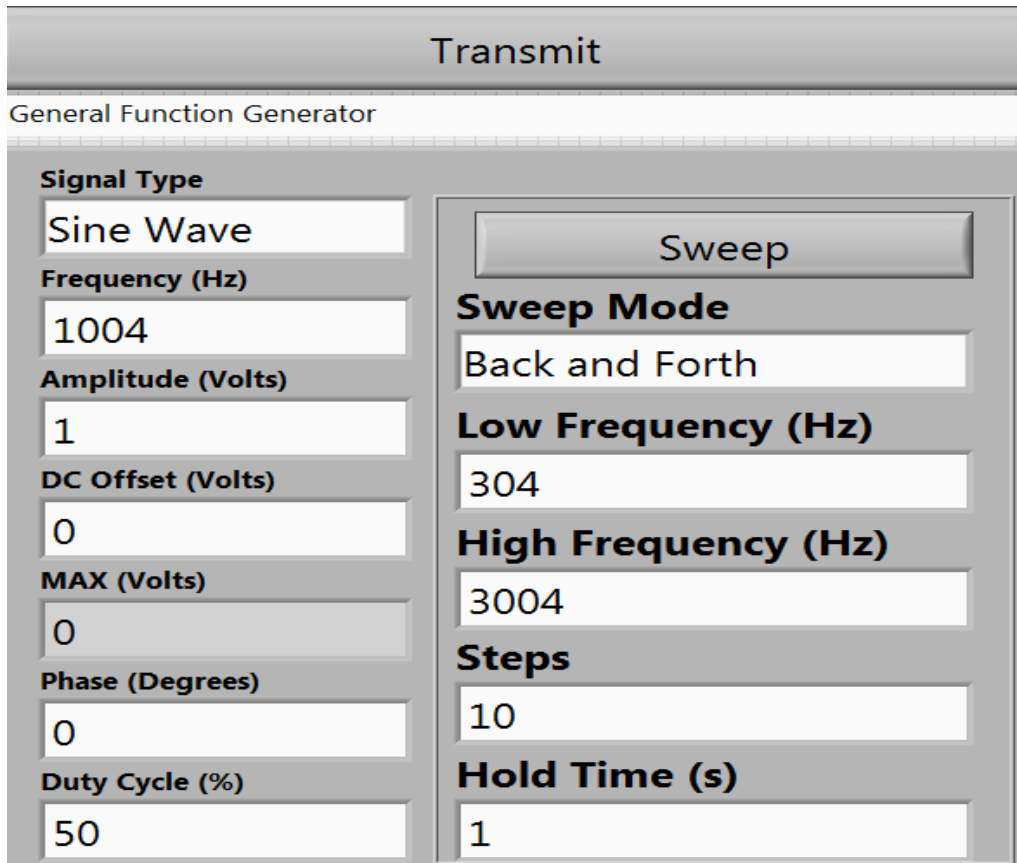 Transmit
General Function Generator
Signal Type
Sine Wave
Frequency (Hz)
1004
Amplitude (Volts)
1
DC Offset (Volts)
0
MAX (Volts)
0
Phase (Degrees)
0
Duty Cycle (%)
50
Sweep
Sweep Mode
Back and Forth
Low Frequency (Hz)
304
High Frequency (Hz)
3004
Steps
10
Hold Time (s)
1